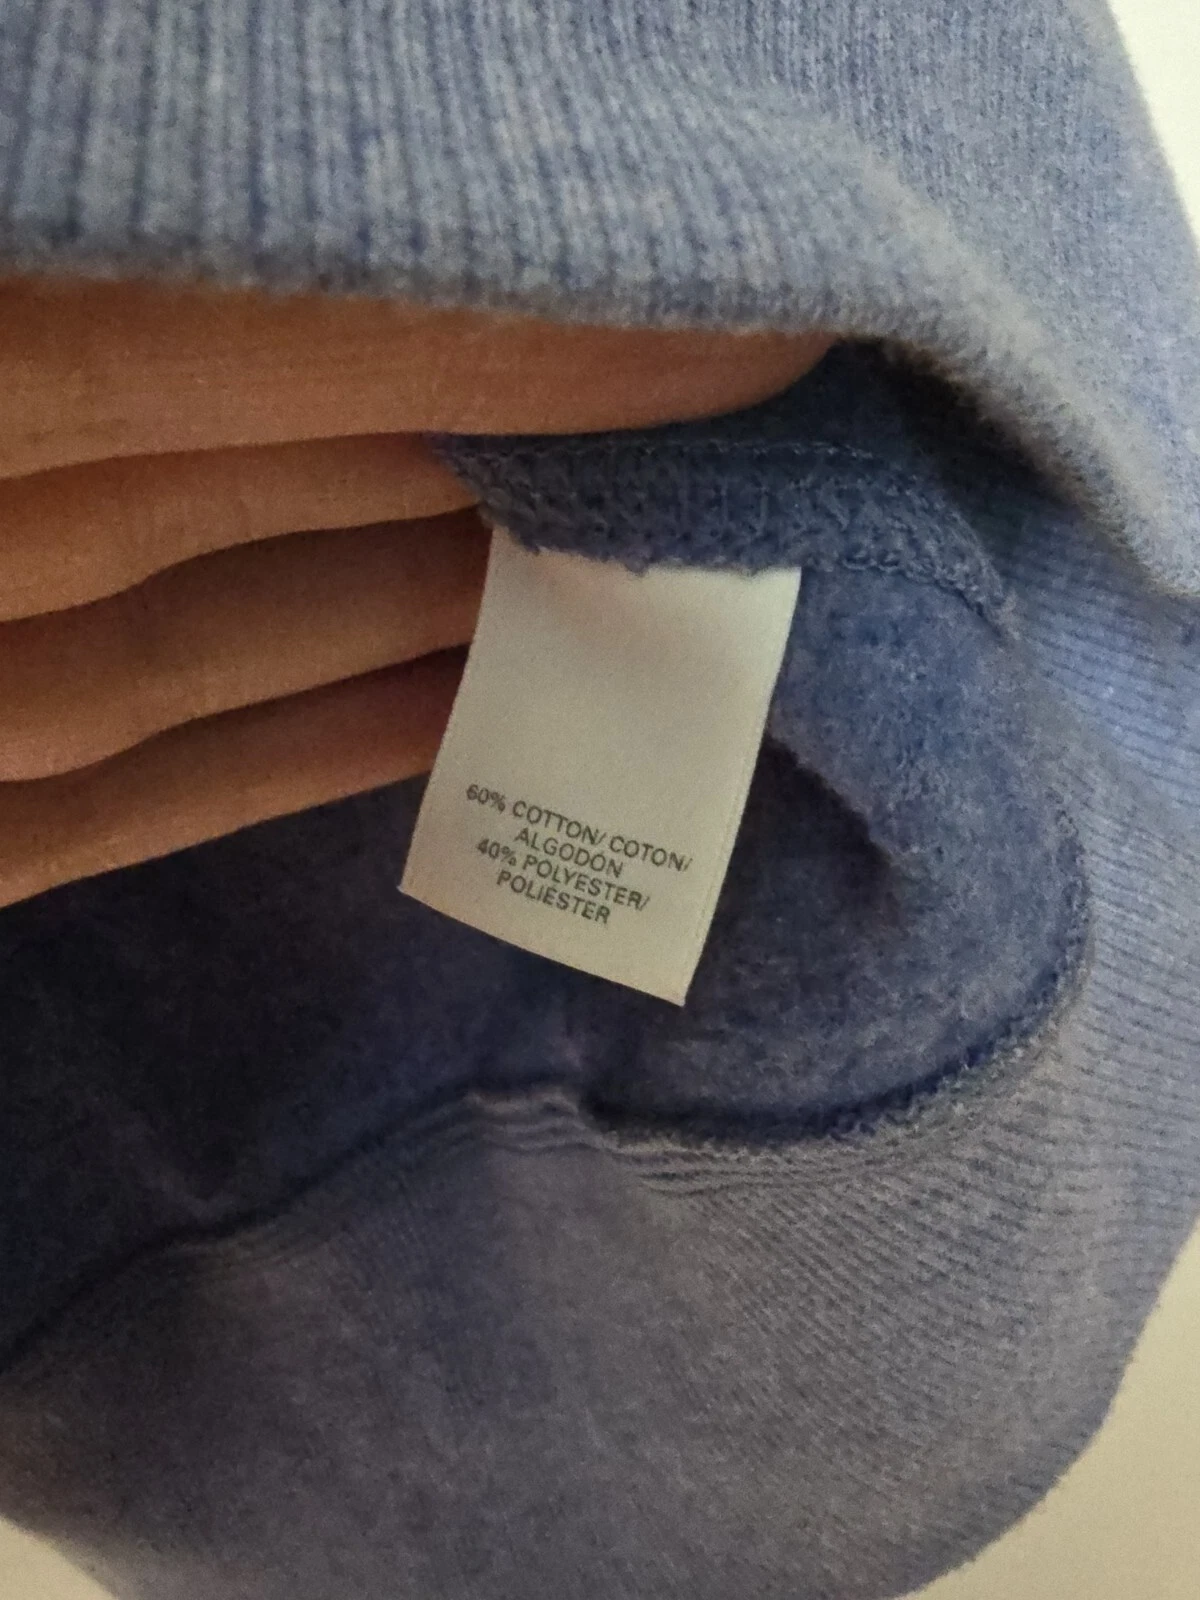 60% COTTON/ COTON/
ALGODÓN
40% POLYESTER/
POLIÉSTER